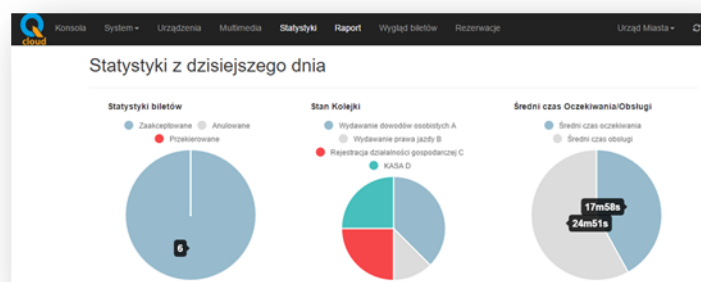 Q
cloud
Konsola System Urządzenia Multimedia Statystyki Raport Wygląd biletów Rezerwacje Urząd Miasta
Statystyki z dzisiejszego dnia
Statystyki biletów
Zaakceptowane Anulowane
Przekierowane
6
Stan Kolejki
Wydawanie dowodów osobistych A
Wydawanie prawa jazdy B
Rejestracja działalności gospodarczej C
KASA D
Średni czas Oczekiwania/Obsługi
Średni czas oczekiwania
Średni czas obsługi
17m58s
24m51s